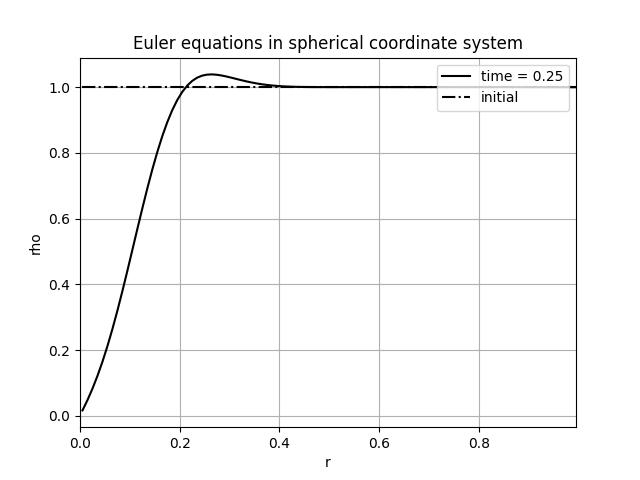 Euler equations in spherical coordinate system
time = 0.25
initial
rho
1.0
0.8
0.6
0.4
0.2
0.0
0.0 0.2 0.4 0.6 0.8
r